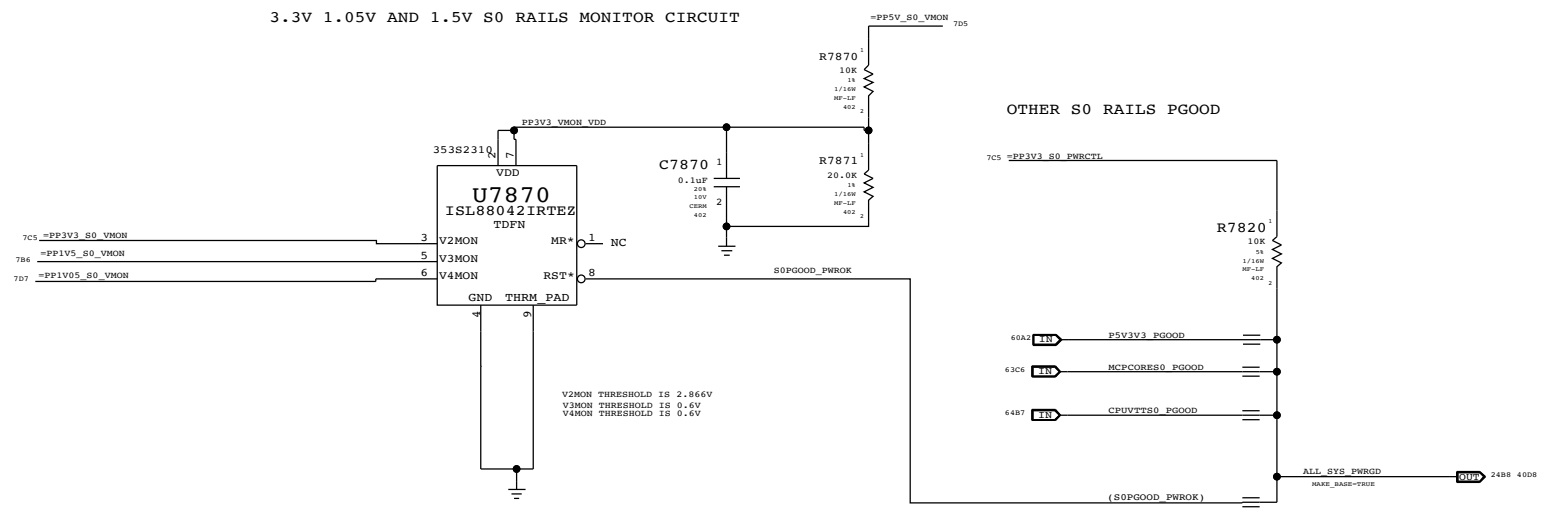 3.3V 1.05V AND 1.5V S0 RAILS MONITOR CIRCUIT
=PP5V_S0_VMON
7D5
R7870
1
10K
1%
1/16W
MF-LF
402
2
PP3V3_VMON_VDD
353S2310
2
7
VDD
U7870
ISL88042IRTEZ
TDFN
C7870
1
0.1uF
20%
10V
CERM
402
2
R7871
1
20.0K
1%
1/16W
MF-LF
402
2
7C5 =PP3V3_S0_VMON
3 V2MON
7B6 =PP1V5_S0_VMON
5 V3MON
7D7 =PP1V05_S0_VMON
6 V4MON
MR* 1 NC
RST* 8
S0PGOOD_PWROK
GND THRM_PAD
4
9
V2MON THRESHOLD IS 2.866V
V3MON THRESHOLD IS 0.6V
V4MON THRESHOLD IS 0.6V
OTHER S0 RAILS PGOOD
7C5 =PP3V3_S0_PWRCTL
R7820
1
10K
5%
1/16W
MF-LF
402
2
60A2 IN P5V3V3_PGOOD
63C6 IN MCPCORES0_PGOOD
64B7 IN CPUVTTS0_PGOOD
ALL_SYS_PWRGD
MAKE_BASE=TRUE
OUT 24B8 40D8
(S0PGOOD_PWROK)